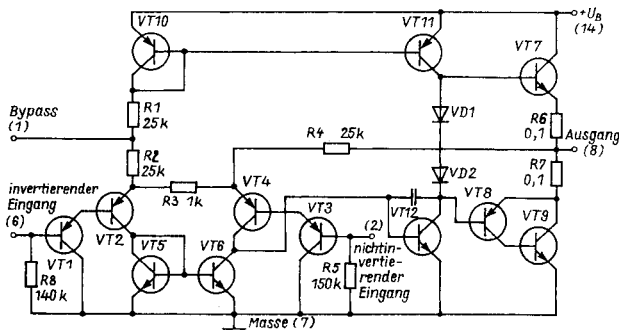 VT10
VT11
+U_B
(14)
VT7
Bypass
(1)
R1
25k
VD1
R4 25k
R6
0,1
Ausgang
(8)
R2
25k
VD2
R7
0,1
invertierender
Eingang
(6)
R3 1k
VT4
VT8
VT3
(2)
VT12
VT9
VT2
nichtin-
vertie-
render
Eingang
VT1
VT5
VT6
R8
140k
R5
150k
Masse (7)